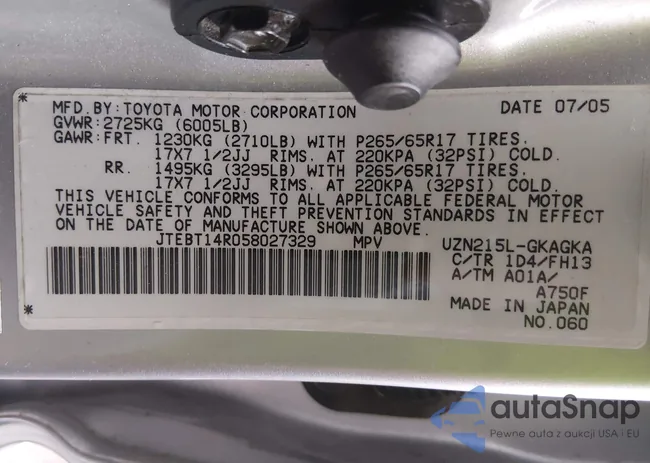 MFD.BY:TOYOTA MOTOR CORPORATION DATE 07/05
GVWR:2725KG (6005LB)
GAWR:FRT. 1230KG (2710LB) WITH P265/65R17 TIRES.
17X7 1/2JJ RIMS. AT 220KPA (32PSI) COLD.
RR. 1495KG (3295LB) WITH P265/65R17 TIRES.
17X7 1/2JJ RIMS. AT 220KPA (32PSI) COLD.
THIS VEHICLE CONFORMS TO ALL APPLICABLE FEDERAL MOTOR
VEHICLE SAFETY AND THEFT PREVENTION STANDARDS IN EFFECT
ON THE DATE OF MANUFACTURE SHOWN ABOVE.
JTEBT14R058027329 MPV UZN215L-GKAGKA
C/TR 1D4/FH13
A/TM A01A/
A750F
MADE IN JAPAN
NO.060
autaSnap
Pewne auta z aukcji USA i EU